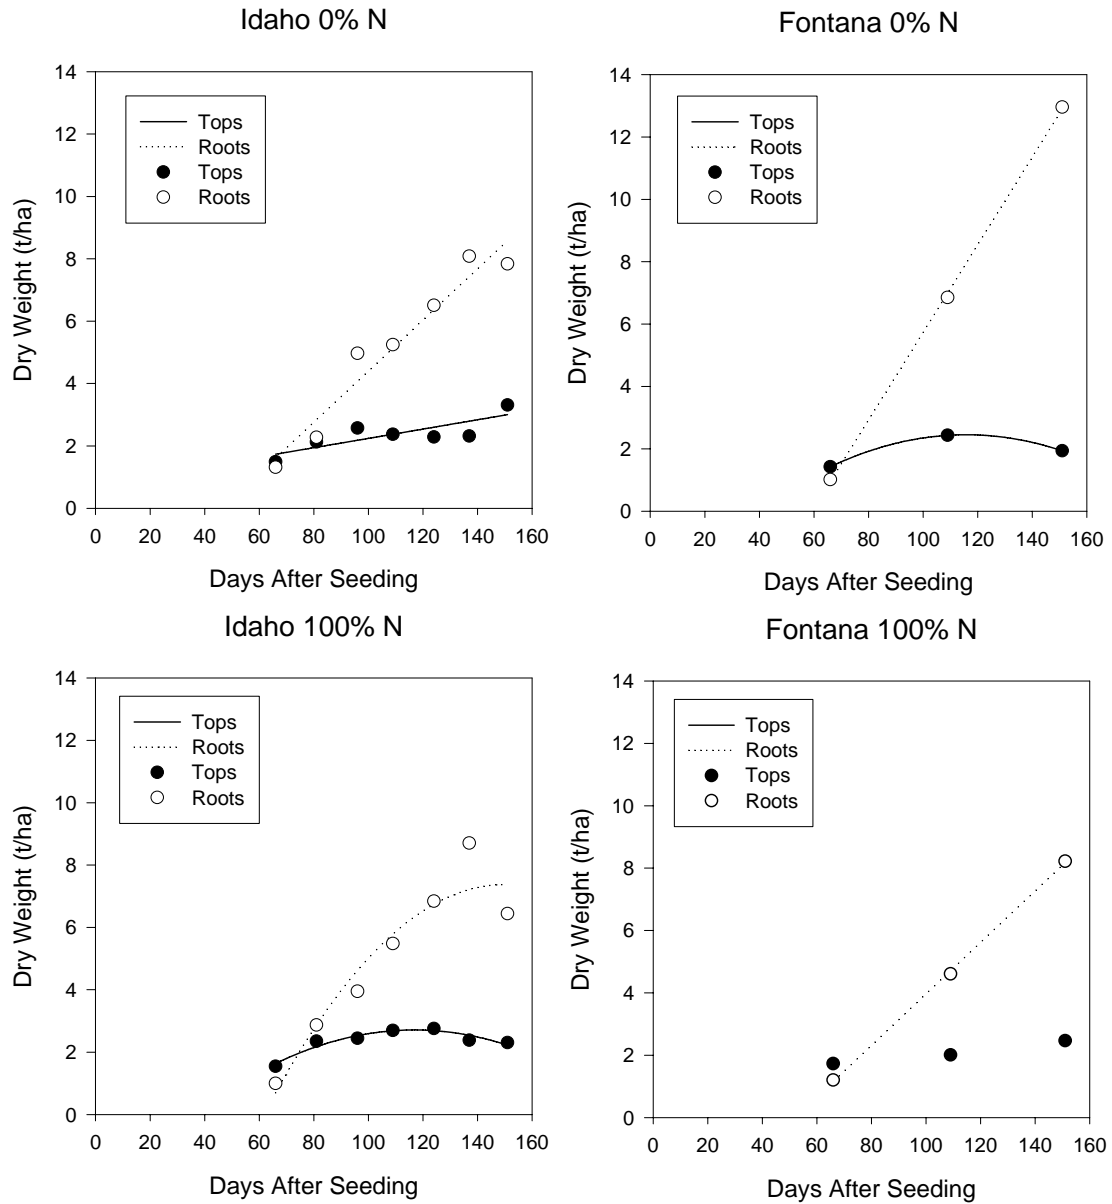 Idaho 0% N
14
12
10
8
6
4
2
0
Dry Weight (t/ha)
Tops
Roots
Tops
Roots
0 20 40 60 80 100 120 140 160
Days After Seeding
Fontana 0% N
14
12
10
8
6
4
2
0
Dry Weight (t/ha)
Tops
Roots
Tops
Roots
0 20 40 60 80 100 120 140 160
Days After Seeding
Idaho 100% N
14
12
10
8
6
4
2
0
Dry Weight (t/ha)
Tops
Roots
Tops
Roots
0 20 40 60 80 100 120 140 160
Days After Seeding
Fontana 100% N
14
12
10
8
6
4
2
0
Dry Weight (t/ha)
Tops
Roots
Tops
Roots
0 20 40 60 80 100 120 140 160
Days After Seeding